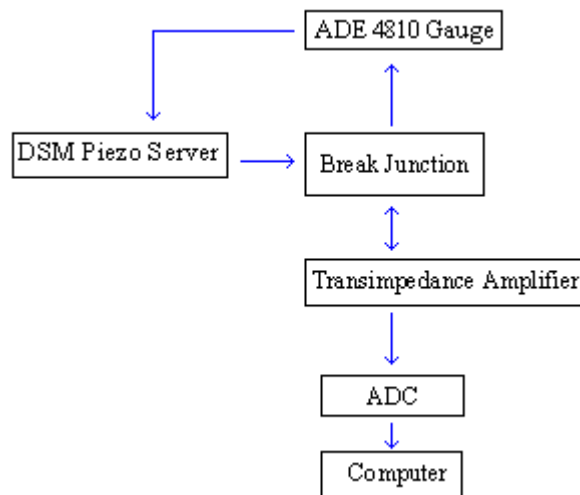 ADE 4810 Gauge
DSM Piezo Server
Break Junction
Transimpedance Amplifier
ADC
Computer